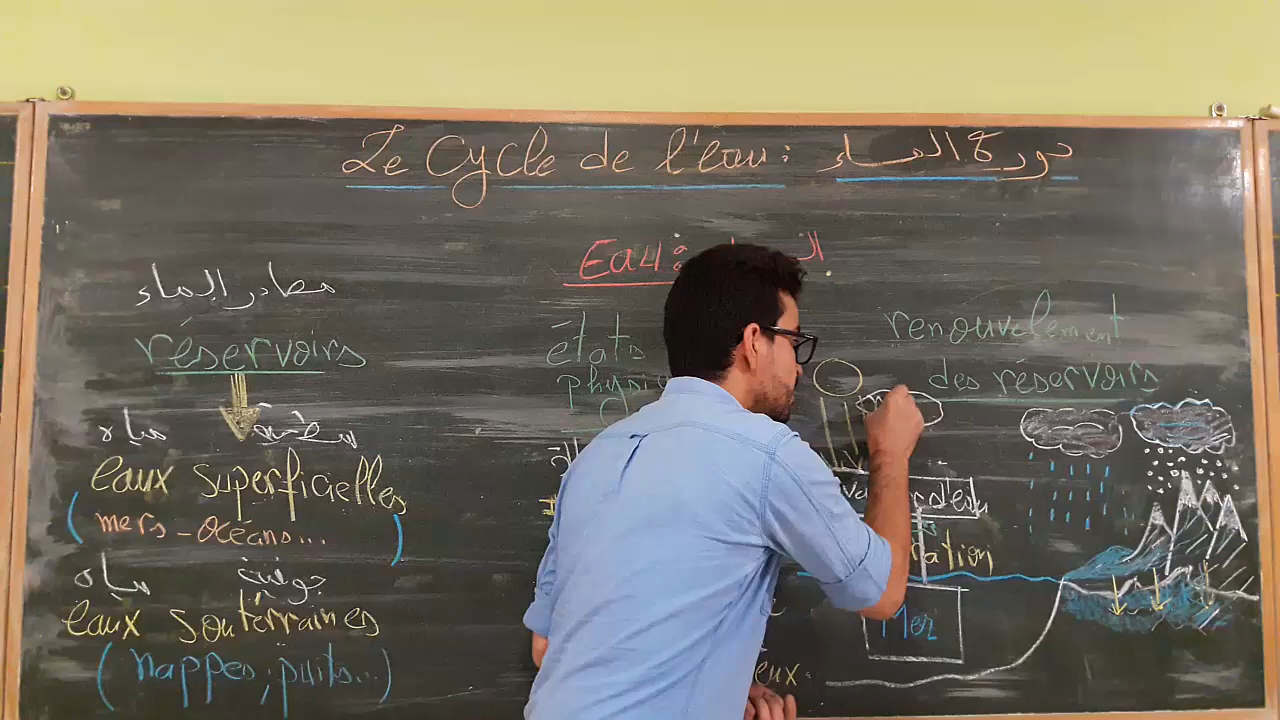 Le Cycle de l'eau: دورة الماء
Eau :
مصادر الماء
réservoirs
مياه سطحية
eaux superficielles
(mers - océans...)
مياه جوفية
eaux souterraines
(nappes, puits...)
états
renouvelement
des réservoirs
d'eau
Mer